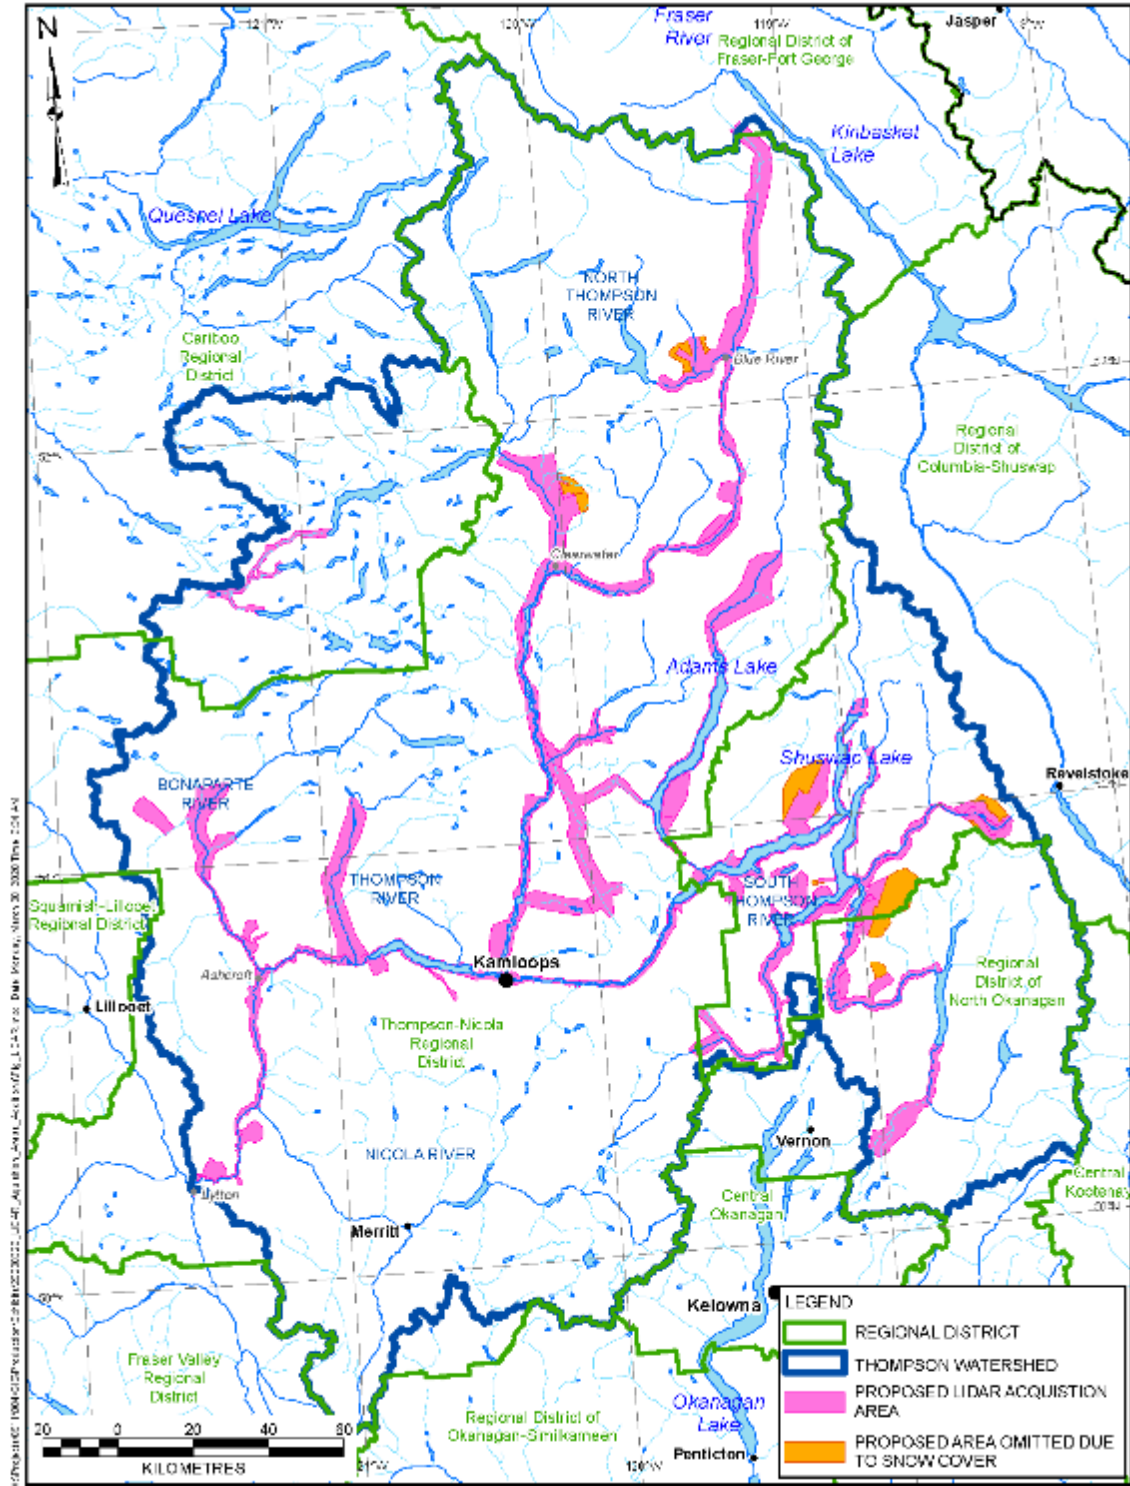 N
121°W
120°W
119°W
Jasper
Fraser
River
Regional District of
Fraser-Fort George
Kinbasket
Lake
Quesnel Lake
NORTH
THOMPSON
RIVER
Cariboo
Regional
District
Blue River
Regional
District of
Columbia-Shuswap
Clearwater
Adams Lake
Shuswap Lake
Revelstoke
BONAPARTE
RIVER
THOMPSON
RIVER
SOUTH
THOMPSON
RIVER
Squamish-Lillooet
Regional District
Ashcroft
Kamloops
Lillooet
Thompson-Nicola
Regional
District
Regional
District of
North Okanagan
Vernon
NICOLA RIVER
Lytton
Merritt
Central
Okanagan
Central
Kootenay
Kelowna
Fraser Valley
Regional
District
Regional District of
Okanagan-Similkameen
Okanagan
Lake
Penticton
120°W
LEGEND
REGIONAL DISTRICT
THOMPSON WATERSHED
PROPOSED LIDAR ACQUISTION
AREA
PROPOSED AREA OMITTED DUE
TO SNOW COVER
20 0 20 40 60
KILOMETRES